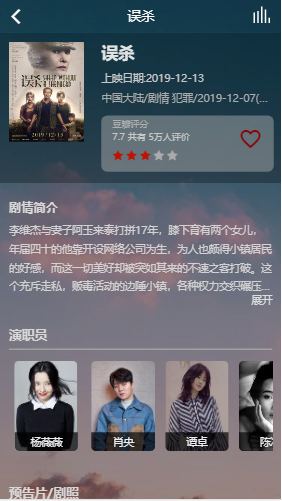 误杀
误杀
上映日期:2019-12-13
中国大陆/剧情 犯罪/2019-12-07(...
豆瓣评分
7.7 共有 5万人评价
误杀
SHEEP WITHOUT A SHEPHERD
2019/12/13
剧情简介
李维杰与妻子阿玉来泰打拼17年，膝下育有两个女儿，
年届四十的他靠开设网络公司为生，为人也颇得小镇居民
的好感，而这一切美好却被突如其来的不速之客打破。这
个充斥走私，贩毒活动的边陲小镇，各种权力交织碾压...
展开
演职员
杨薇薇
肖央
谭卓
陈
预告片/剧照